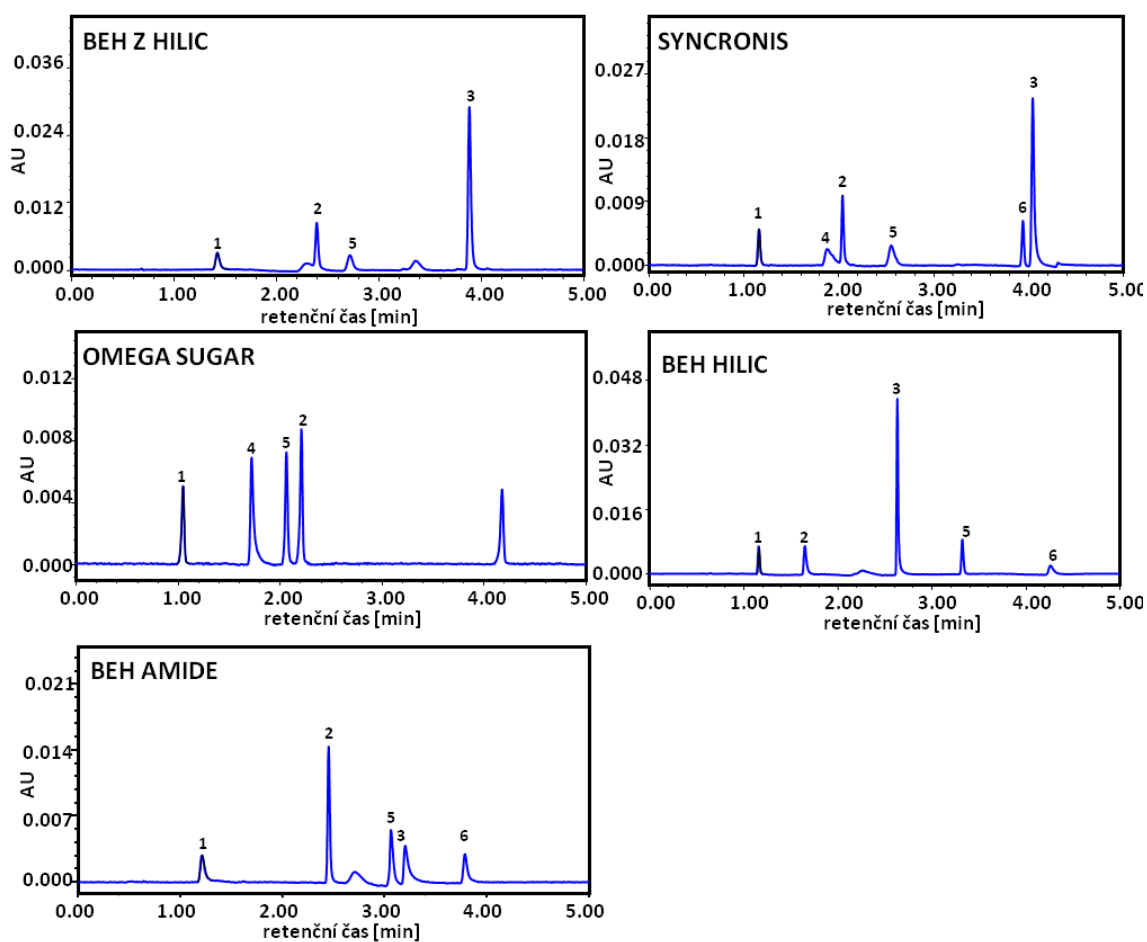 BEH Z HILIC
0.036
0.024
0.012
0.000
AU
1
2
5
3
0.00 1.00 2.00 3.00 4.00 5.00
retenční čas [min]
SYNCRONIS
0.027
0.018
0.009
0.000
AU
1
4
2
5
6
3
0.00 1.00 2.00 3.00 4.00 5.00
retenční čas [min]
OMEGA SUGAR
0.012
0.008
0.004
0.000
AU
1
4
5
2
0.00 1.00 2.00 3.00 4.00 5.00
retenční čas [min]
BEH HILIC
0.048
0.032
0.016
0.000
AU
1
2
3
5
6
0.00 1.00 2.00 3.00 4.00 5.00
retenční čas [min]
BEH AMIDE
0.021
0.014
0.007
0.000
AU
1
2
5
3
6
0.00 1.00 2.00 3.00 4.00 5.00
retenční čas [min]